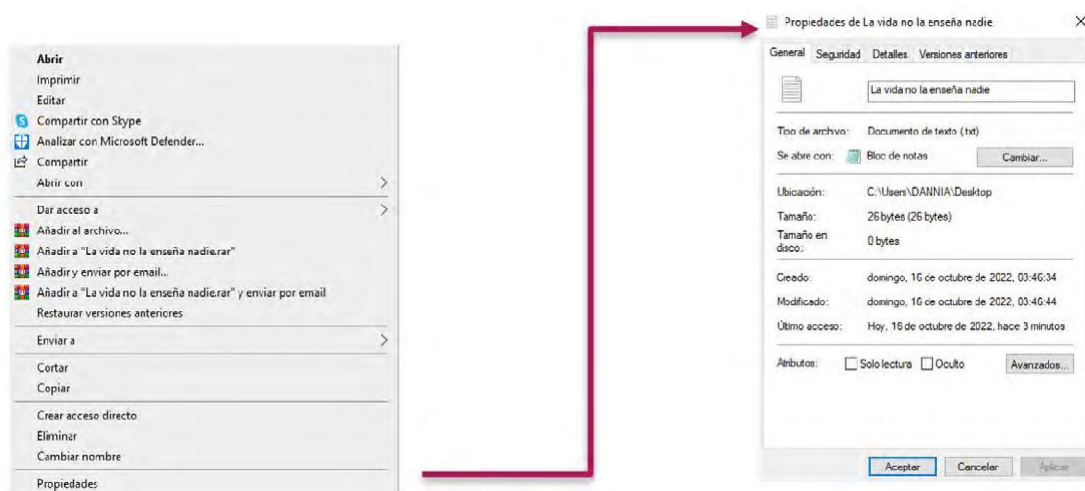 Abrir
Imprimir
Editar
Compartir con Skype
Analizar con Microsoft Defender...
Compartir
Abrir con
Dar acceso a
Añadir al archivo...
Añadir a "La vida no la enseña nadie.rar"
Añadir y enviar por email...
Añadir a "La vida no la enseña nadie.rar" y enviar por email
Restaurar versiones anteriores
Enviar a
Cortar
Copiar
Crear acceso directo
Eliminar
Cambiar nombre
Propiedades
Propiedades de La vida no la enseña nadie
General Seguridad Detalles Versiones anteriores
La vida no la enseña nadie
Tipo de archivo: Documento de texto (.txt)
Se abre con: Bloc de notas Cambiar...
Ubicación: C:\Users\DANNIA\Desktop
Tamaño: 26 bytes (26 bytes)
Tamaño en
disco: 0 bytes
Creado: domingo, 16 de octubre de 2022, 03:46:34
Modificado: domingo, 16 de octubre de 2022, 03:46:44
Último acceso: Hoy, 16 de octubre de 2022, hace 3 minutos
Atributos: Solo lectura Oculto Avanzados...
Aceptar Cancelar Aplicar